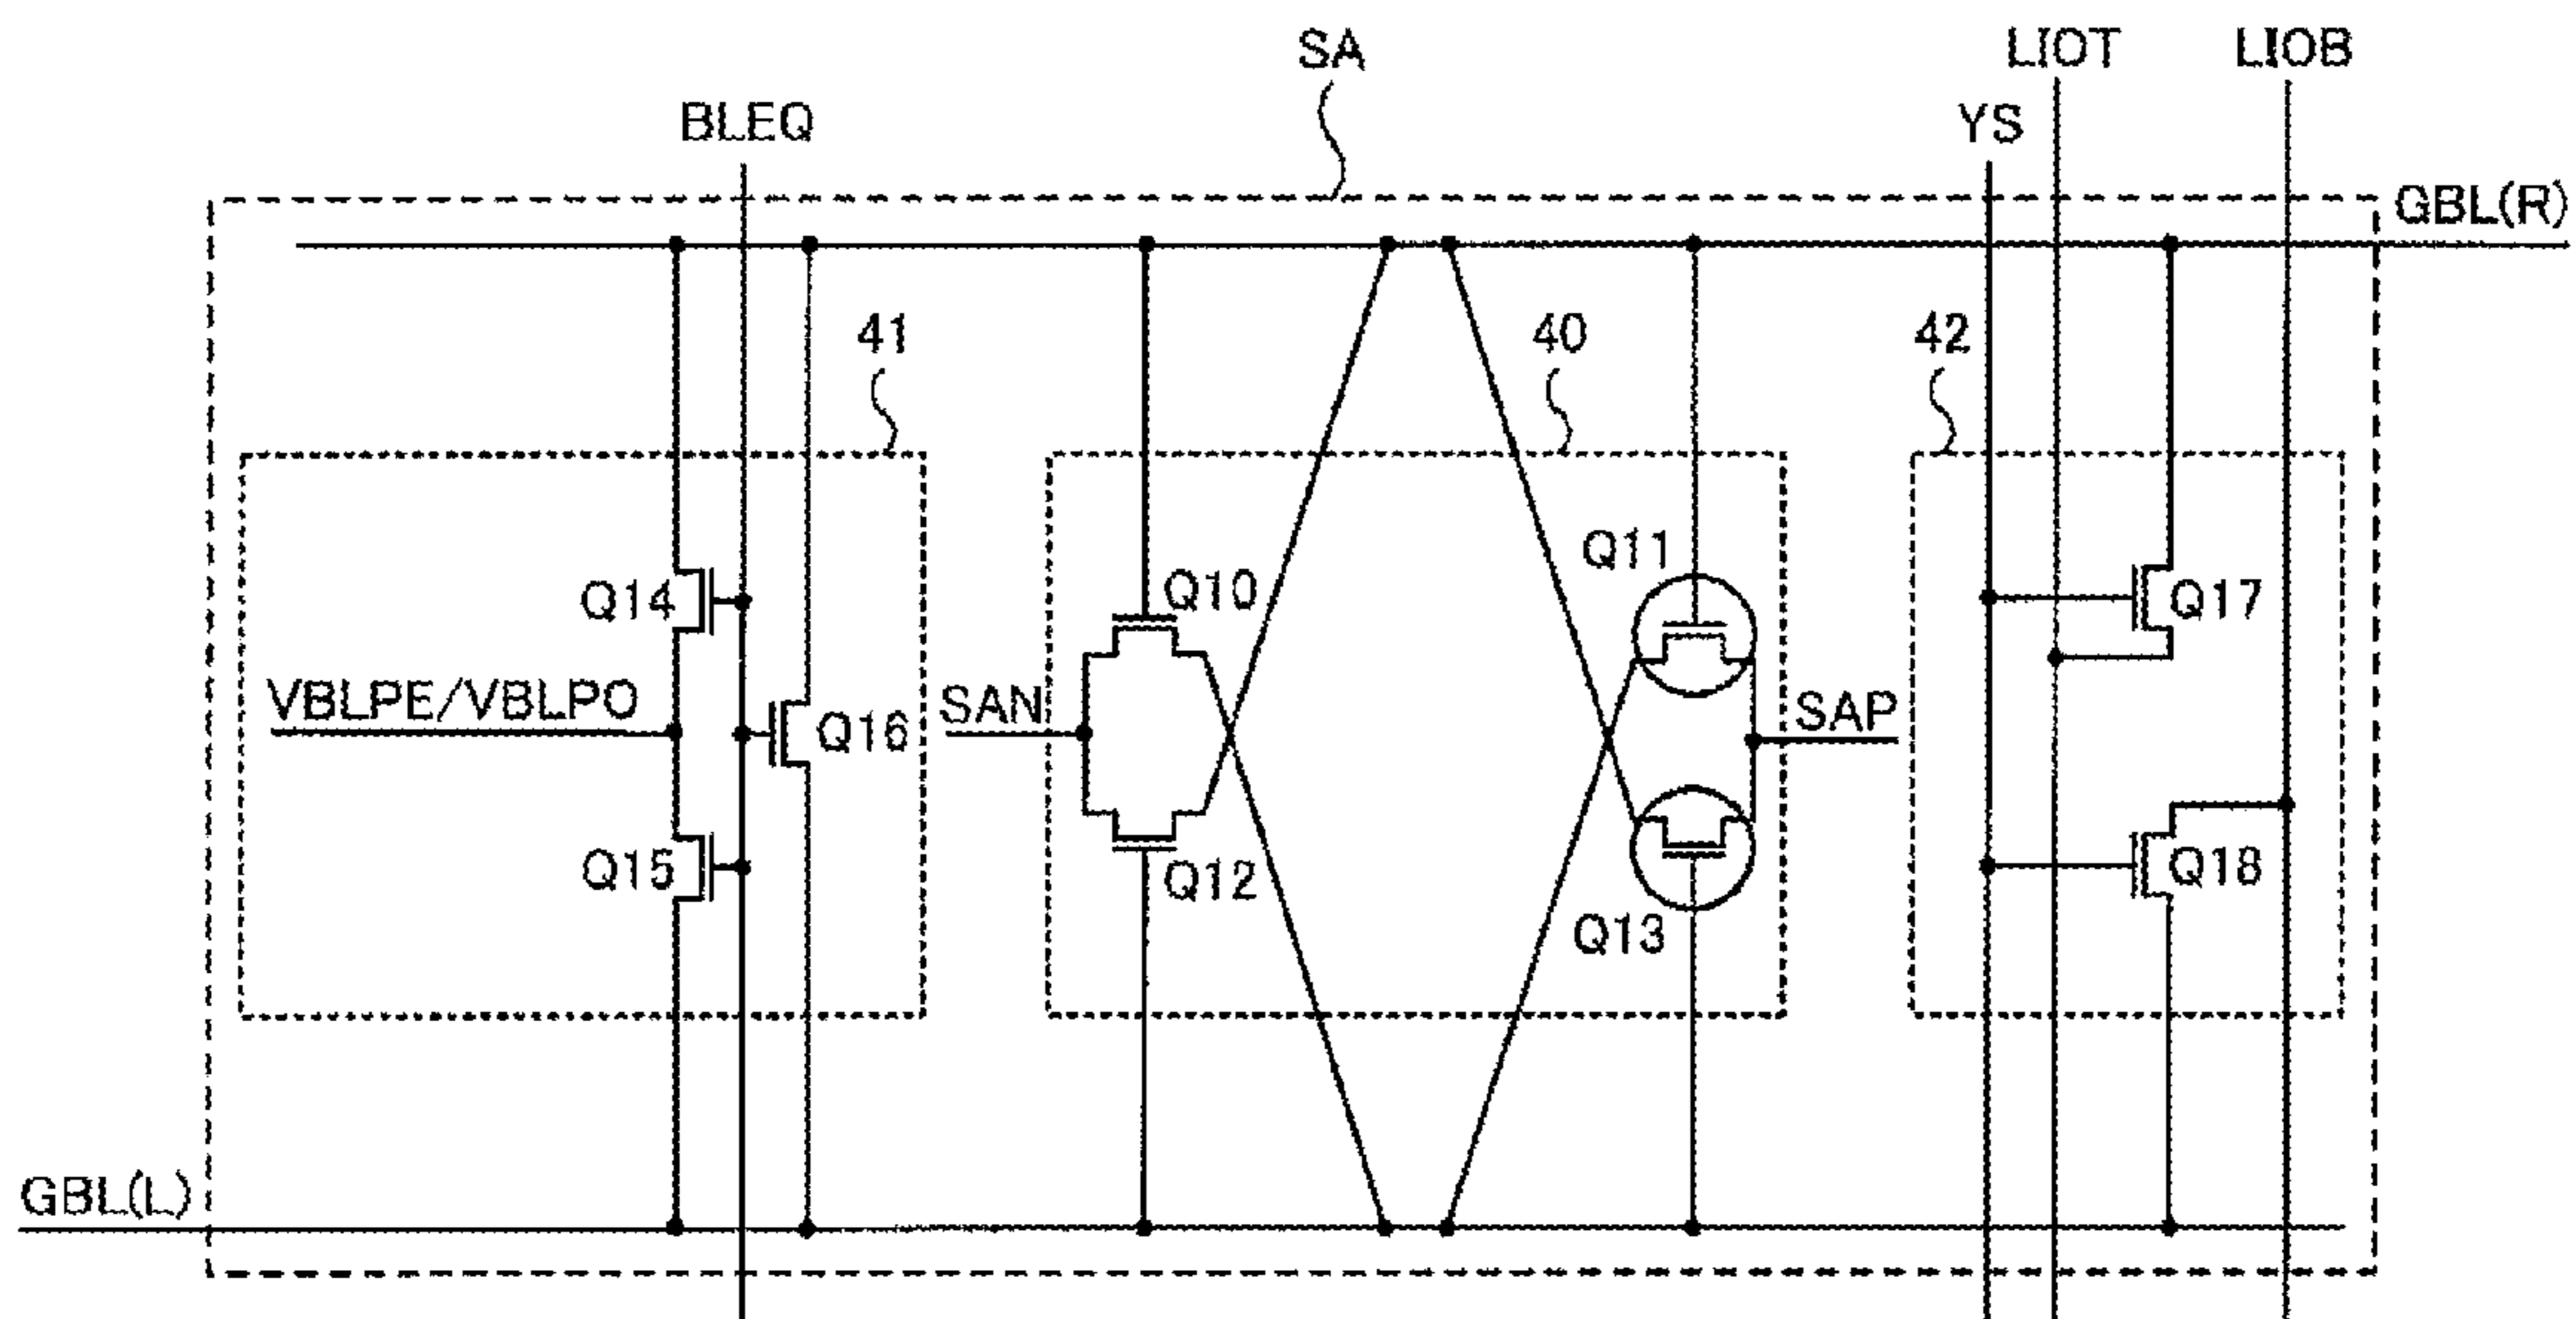 SA
LIOT
LIOB
BLEQ
YS
GBL(R)
41
40
42
Q11
Q14
Q10
Q17
VBLPE/VBLPO
Q16
SAN
SAP
Q15
Q12
Q18
Q13
GBL(L)